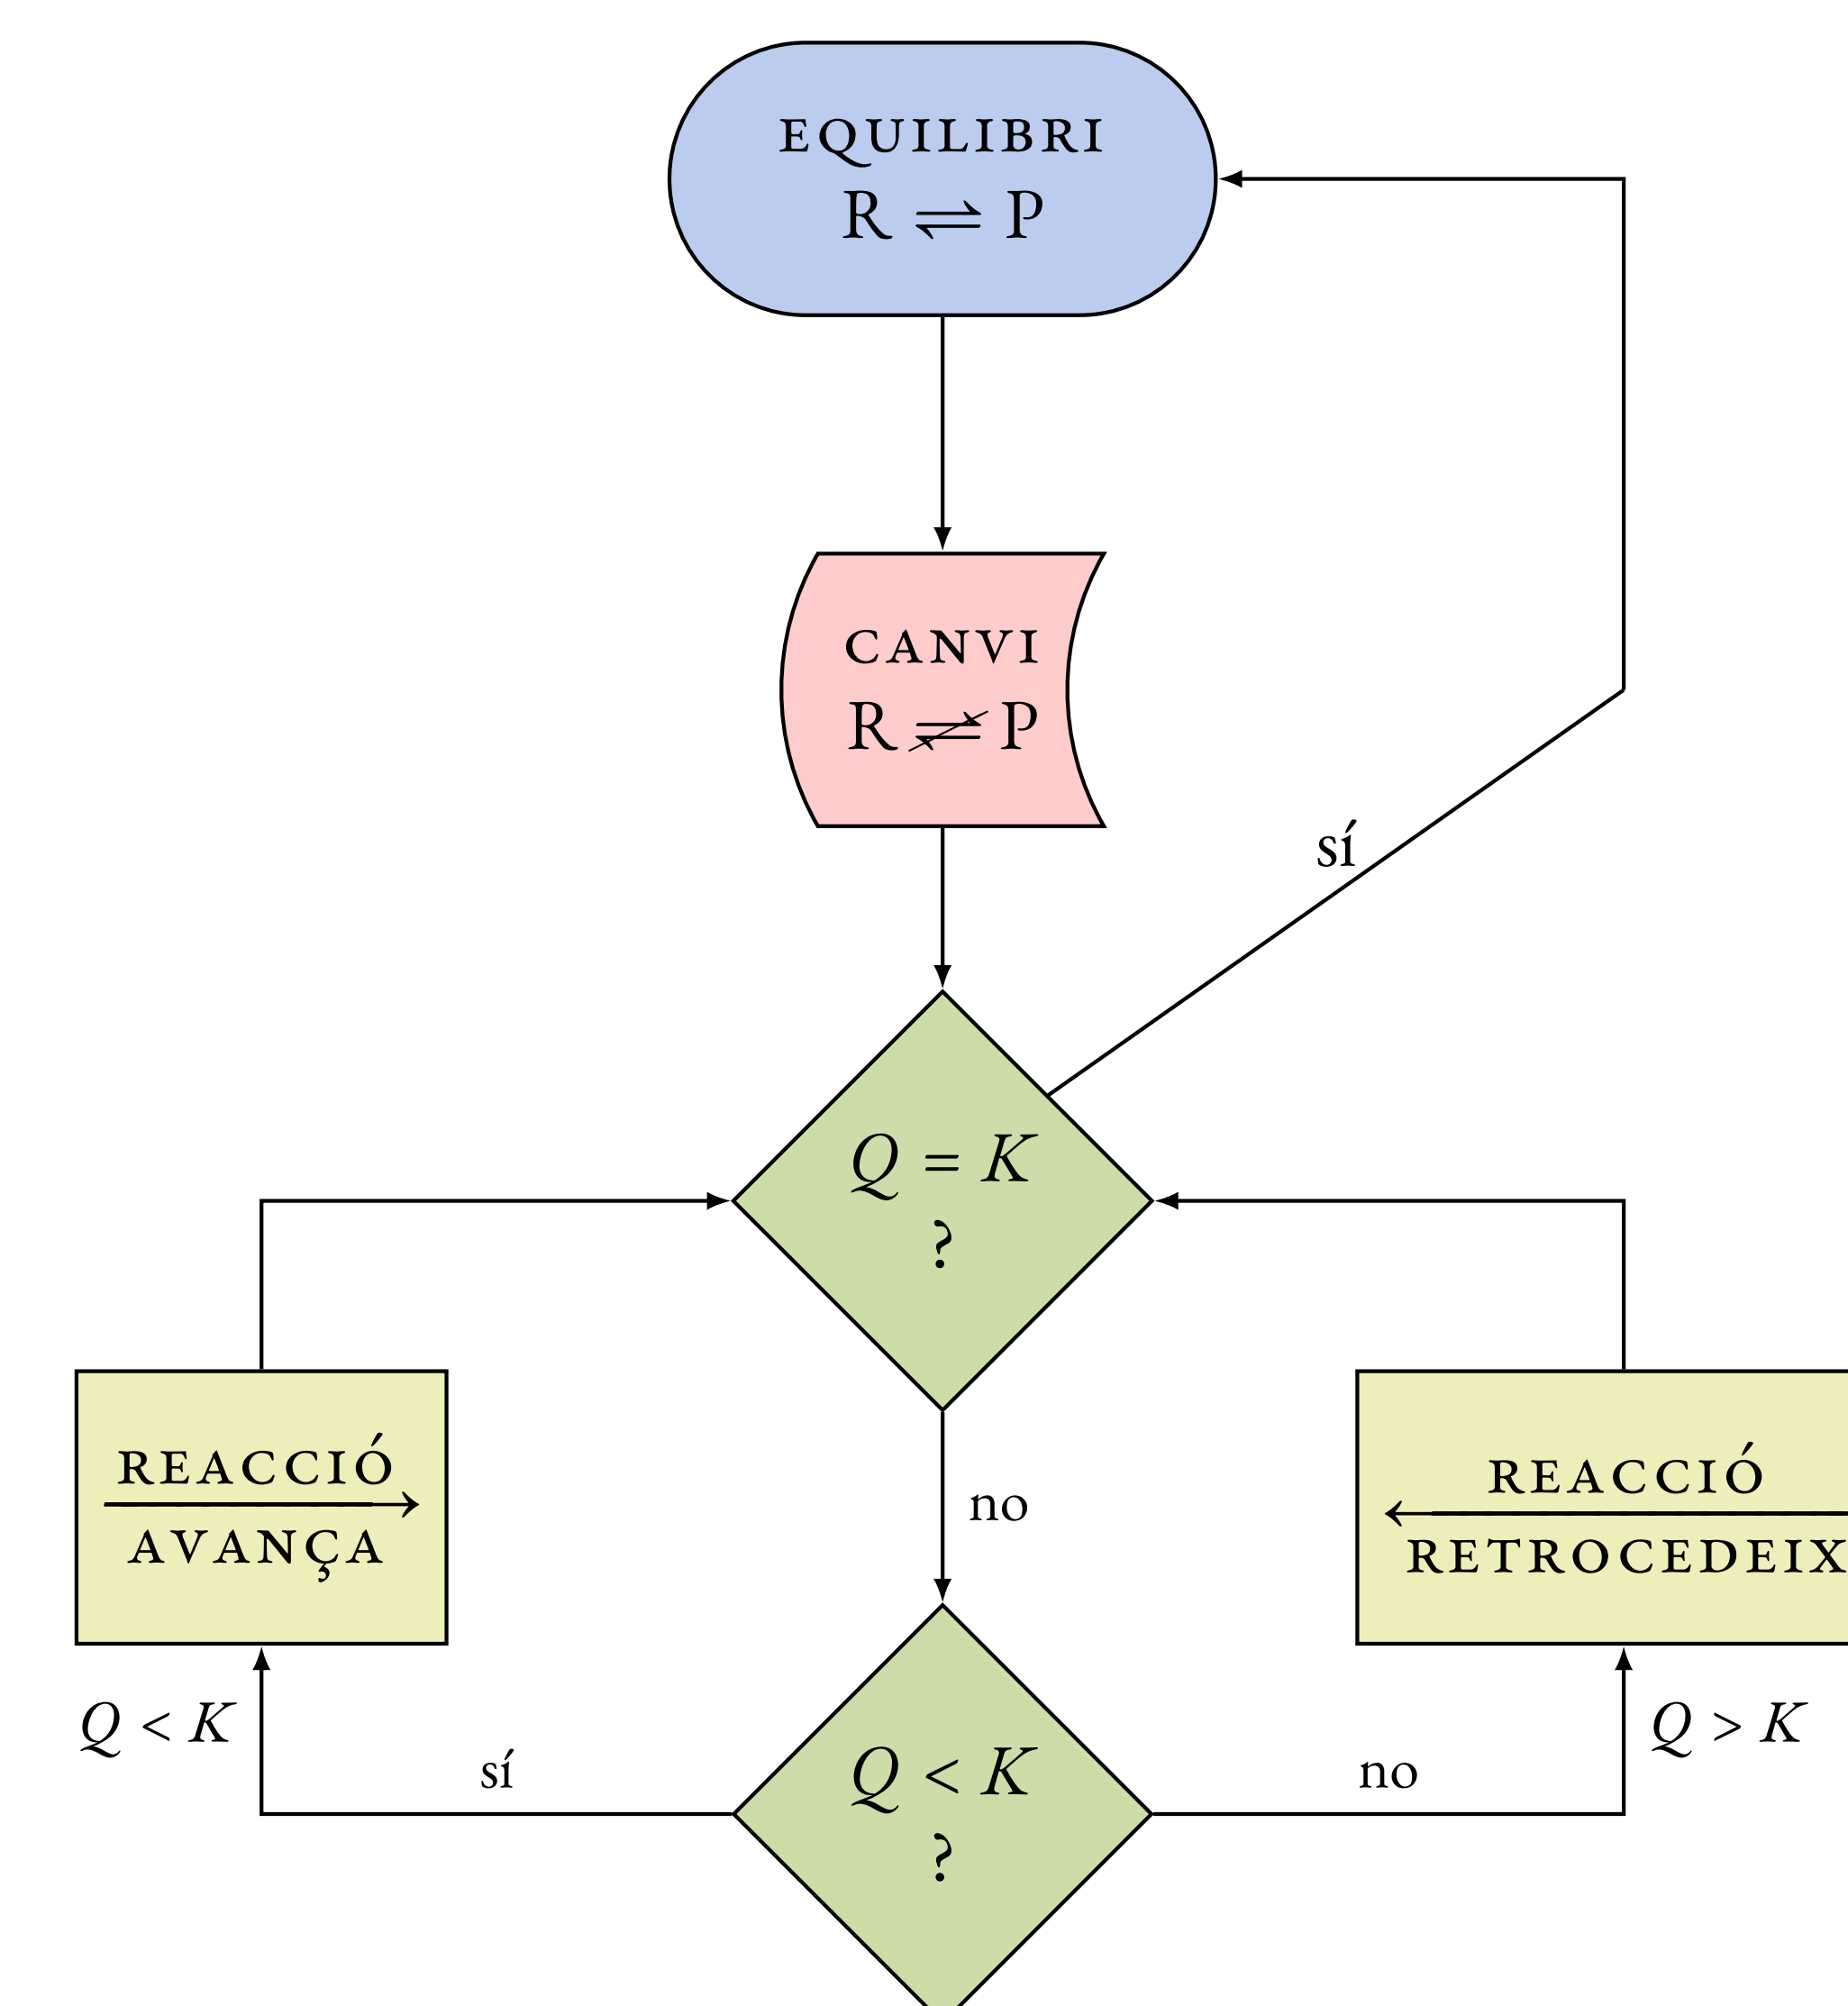 EQUILIBRI
R ⇌ P
CANVI
R ⇌̸ P
sí
Q = K
?
REACCIÓ
AVANÇA
no
REACCIÓ
RETROCEDEIX
Q < K
sí
Q < K
?
no
Q > K